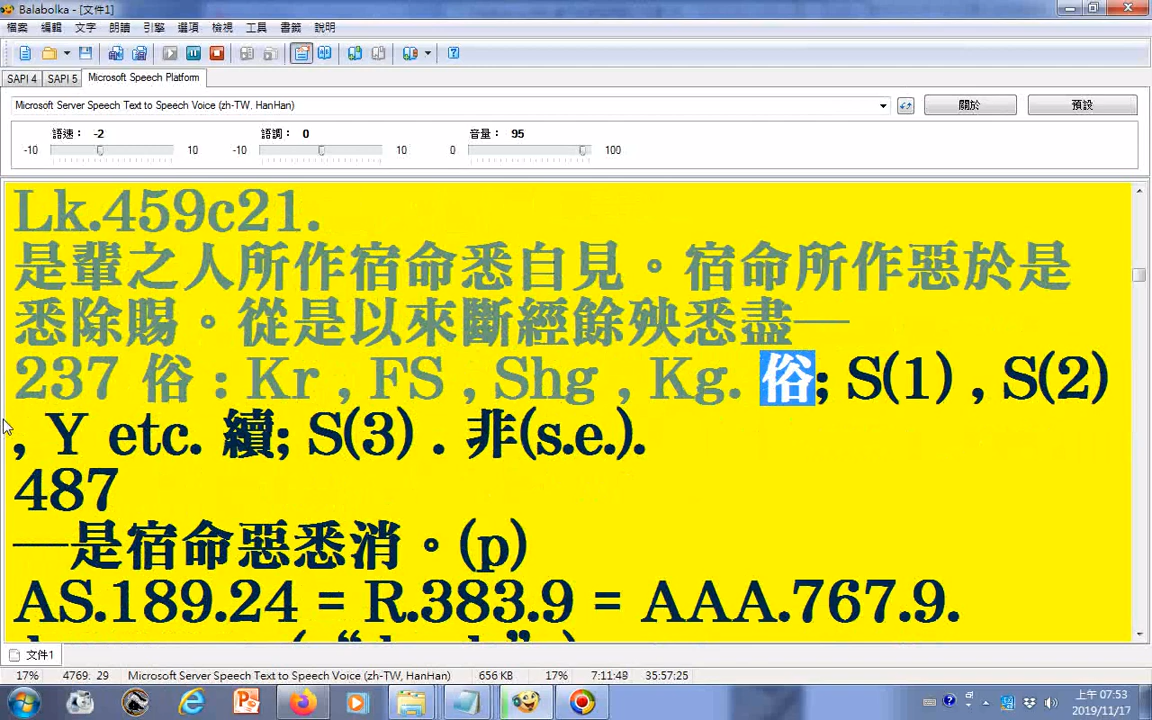 Balabolka - [文件1]
檔案 編輯 文字 朗讀 引擎 選項 檢視 工具 書籤 說明
SAPI 4 SAPI 5 Microsoft Speech Platform
Microsoft Server Speech Text to Speech Voice (zh-TW, HanHan) 關於 預設
語速： -2 語調： 0 音量： 95
-10 10 -10 10 0 100
Lk.459c21.
是輩之人所作宿命悉自見。宿命所作惡於是
悉除賜。從是以來斷經餘殃悉盡—
237 俗 : Kr , FS , Shg , Kg. 俗; S(1) , S(2)
, Y etc. 續; S(3) . 非(s.e.).
487
—是宿命惡悉消。(p)
AS.189.24 = R.383.9 = AAA.767.9.
文件1
17% 4769. 29 Microsoft Server Speech Text to Speech Voice (zh-TW, HanHan) 656 KB 17% 7:11:49 35:57:25
上午 07:53
2019/11/17